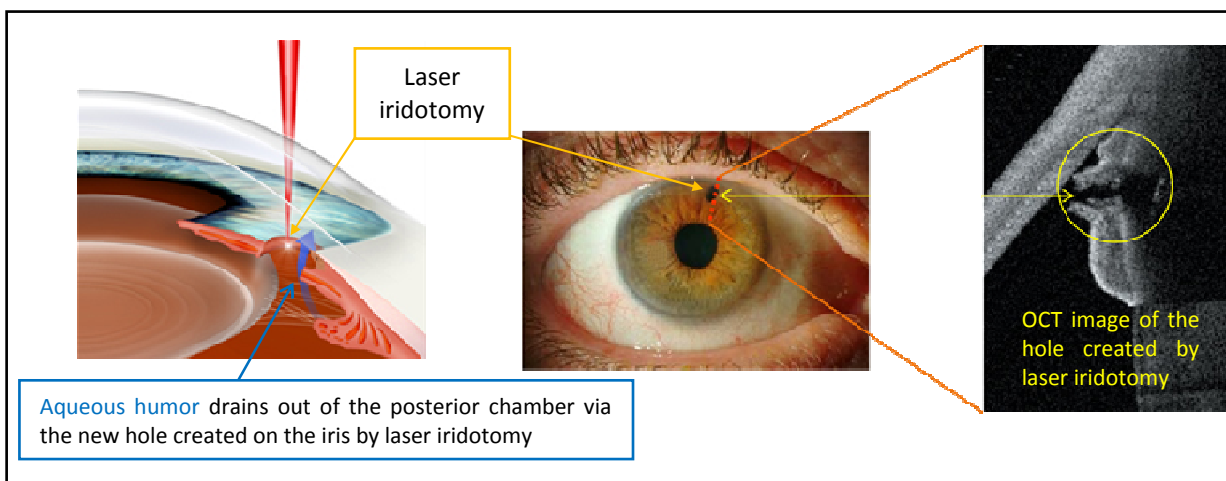 Laser
iridotomy
Aqueous humor drains out of the posterior chamber via
the new hole created on the iris by laser iridotomy
OCT image of the
hole created by
laser iridotomy